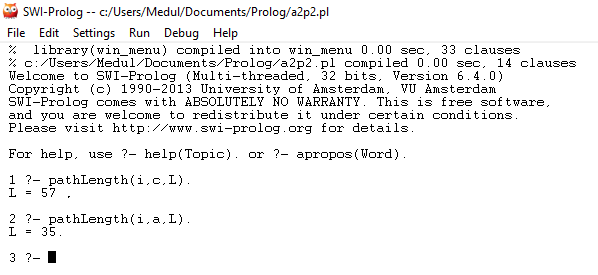 SWI-Prolog -- c:/Users/Medul/Documents/Prolog/a2p2.pl
File Edit Settings Run Debug Help
% library(win_menu) compiled into win_menu 0.00 sec, 33 clauses
% c:/Users/Medul/Documents/Prolog/a2p2.pl compiled 0.00 sec, 14 clauses
Welcome to SWI-Prolog (Multi-threaded, 32 bits, Version 6.4.0)
Copyright (c) 1990-2013 University of Amsterdam, VU Amsterdam
SWI-Prolog comes with ABSOLUTELY NO WARRANTY. This is free software,
and you are welcome to redistribute it under certain conditions.
Please visit http://www.swi-prolog.org for details.
For help, use ?- help(Topic). or ?- apropos(Word).
1 ?- pathLength(i,c,L).
L = 57 ,
2 ?- pathLength(i,a,L).
L = 35.
3 ?-